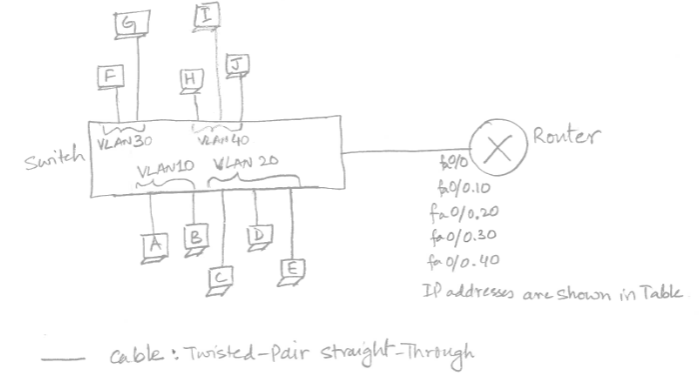 G
I
F
H
J
VLAN30
VLAN40
Switch
VLAN10
VLAN 20
Router
fa0/0
fa0/0.10
fa0/0.20
fa0/0.30
fa0/0.40
A
B
C
D
E
IP addresses are shown in Table
Cable : Twisted-Pair Straight-Through